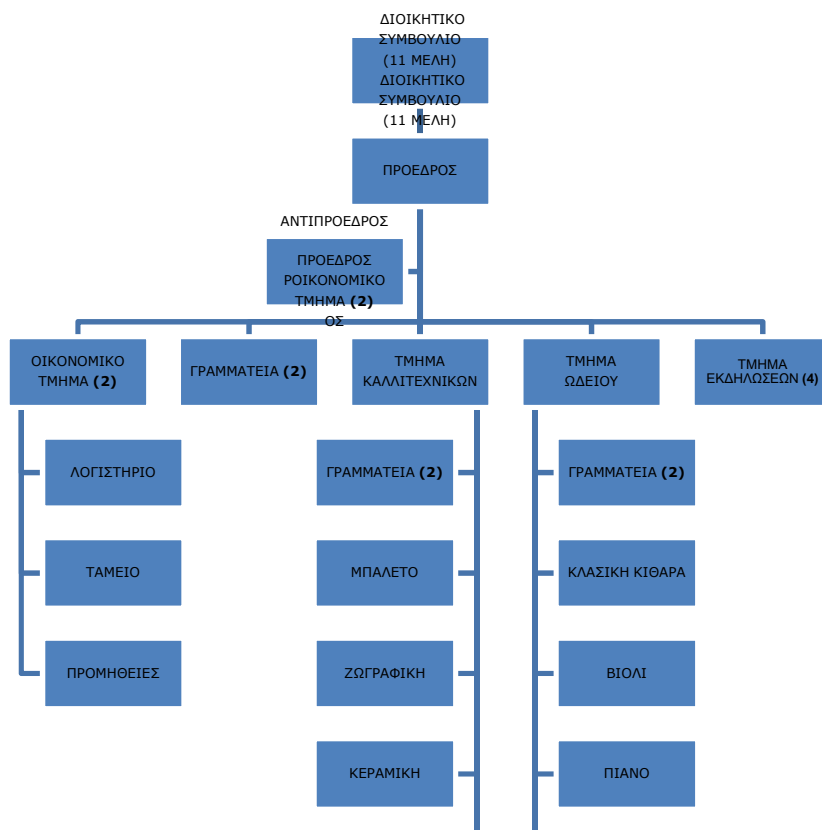 ΔΙΟΙΚΗΤΙΚΟ
ΣΥΜΒΟΥΛΙΟ
(11 ΜΕΛΗ)
ΔΙΟΙΚΗΤΙΚΟ
ΣΥΜΒΟΥΛΙΟ
(11 ΜΕΛΗ)
ΠΡΟΕΔΡΟΣ
ΑΝΤΙΠΡΟΕΔΡΟΣ
ΠΡΟΕΔΡΟΣ
ΡΟΙΚΟΝΟΜΙΚΟ
ΤΜΗΜΑ (2)
ΟΣ
ΟΙΚΟΝΟΜΙΚΟ
ΤΜΗΜΑ (2)
ΓΡΑΜΜΑΤΕΙΑ (2)
ΤΜΗΜΑ
ΚΑΛΛΙΤΕΧΝΙΚΩΝ
ΤΜΗΜΑ
ΩΔΕΙΟΥ
ΤΜΗΜΑ
ΕΚΔΗΛΩΣΕΩΝ (4)
ΛΟΓΙΣΤΗΡΙΟ
ΓΡΑΜΜΑΤΕΙΑ (2)
ΓΡΑΜΜΑΤΕΙΑ (2)
ΤΑΜΕΙΟ
ΜΠΑΛΕΤΟ
ΚΛΑΣΙΚΗ ΚΙΘΑΡΑ
ΠΡΟΜΗΘΕΙΕΣ
ΖΩΓΡΑΦΙΚΗ
ΒΙΟΛΙ
ΚΕΡΑΜΙΚΗ
ΠΙΑΝΟ